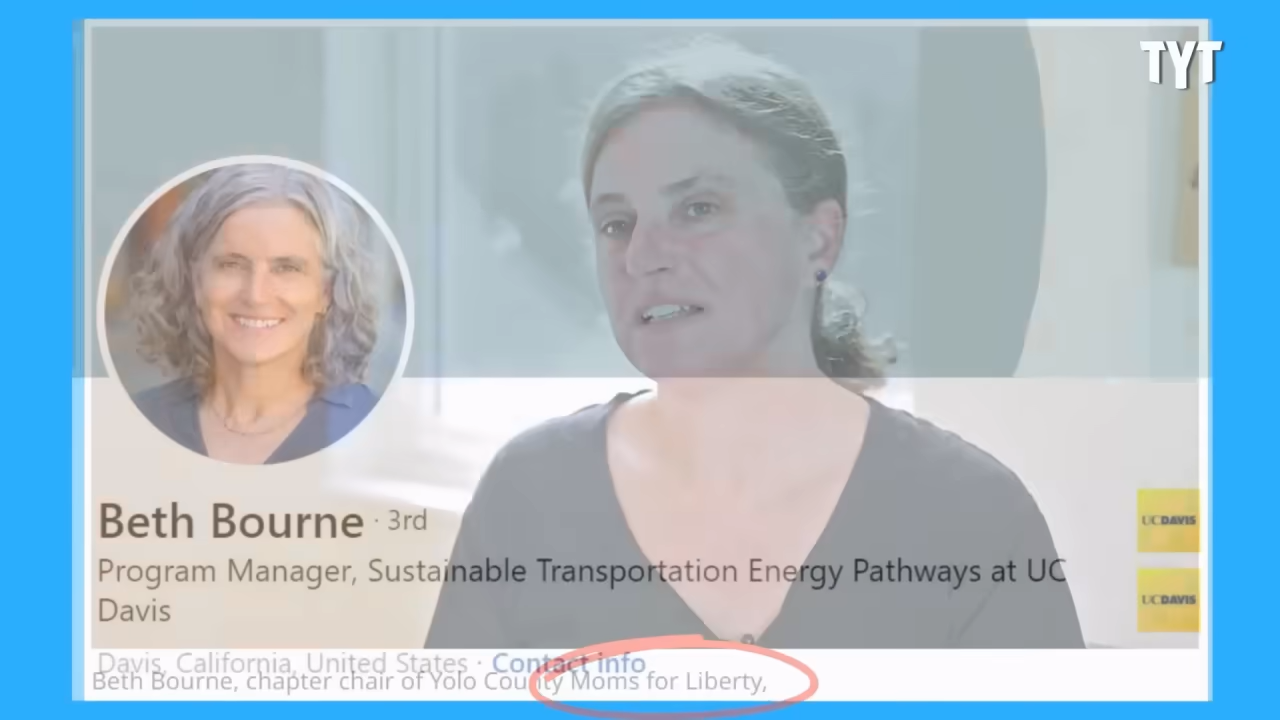 TYT
Beth Bourne · 3rd
Program Manager, Sustainable Transportation Energy Pathways at UC
Davis
UCDAVIS
UCDAVIS
Davis, California, United States · Contact info
Beth Bourne, chapter chair of Yolo County Moms for Liberty,